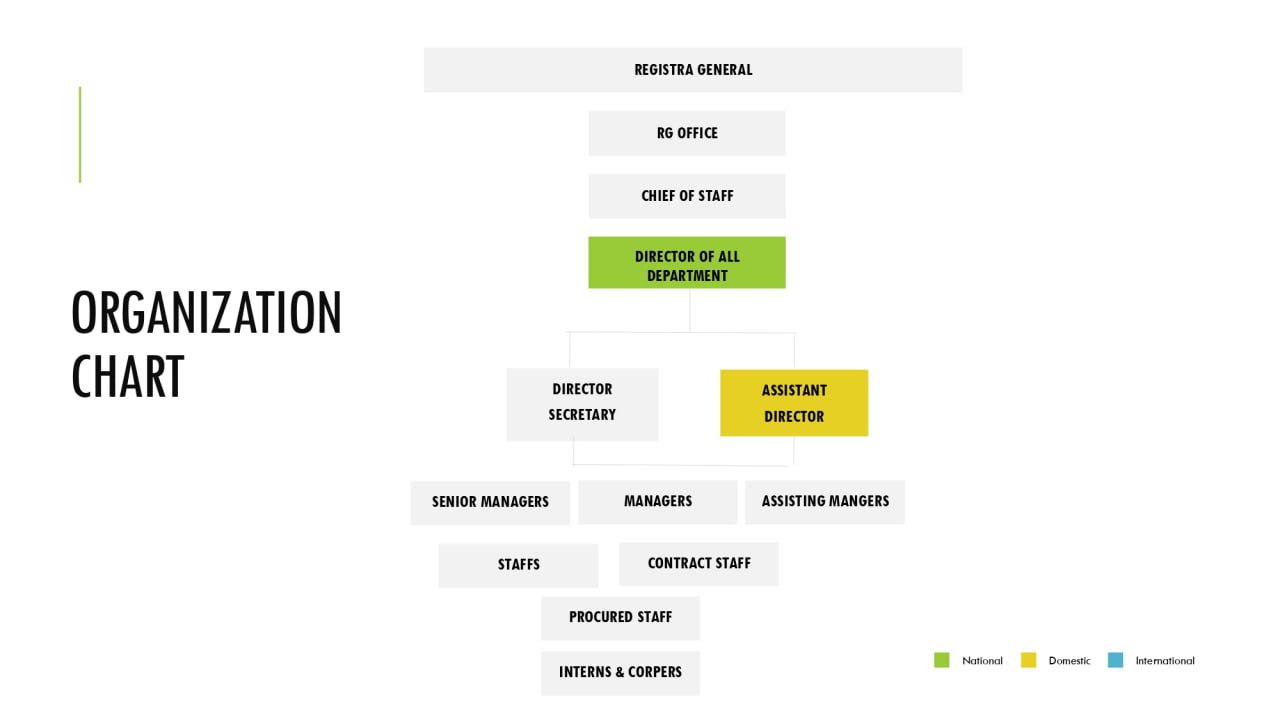 ORGANIZATION
CHART
REGISTRA GENERAL
RG OFFICE
CHIEF OF STAFF
DIRECTOR OF ALL
DEPARTMENT
DIRECTOR
SECRETARY
ASSISTANT
DIRECTOR
SENIOR MANAGERS
MANAGERS
ASSISTING MANGERS
STAFFS
CONTRACT STAFF
PROCURED STAFF
INTERNS & CORPERS
National
Domestic
International